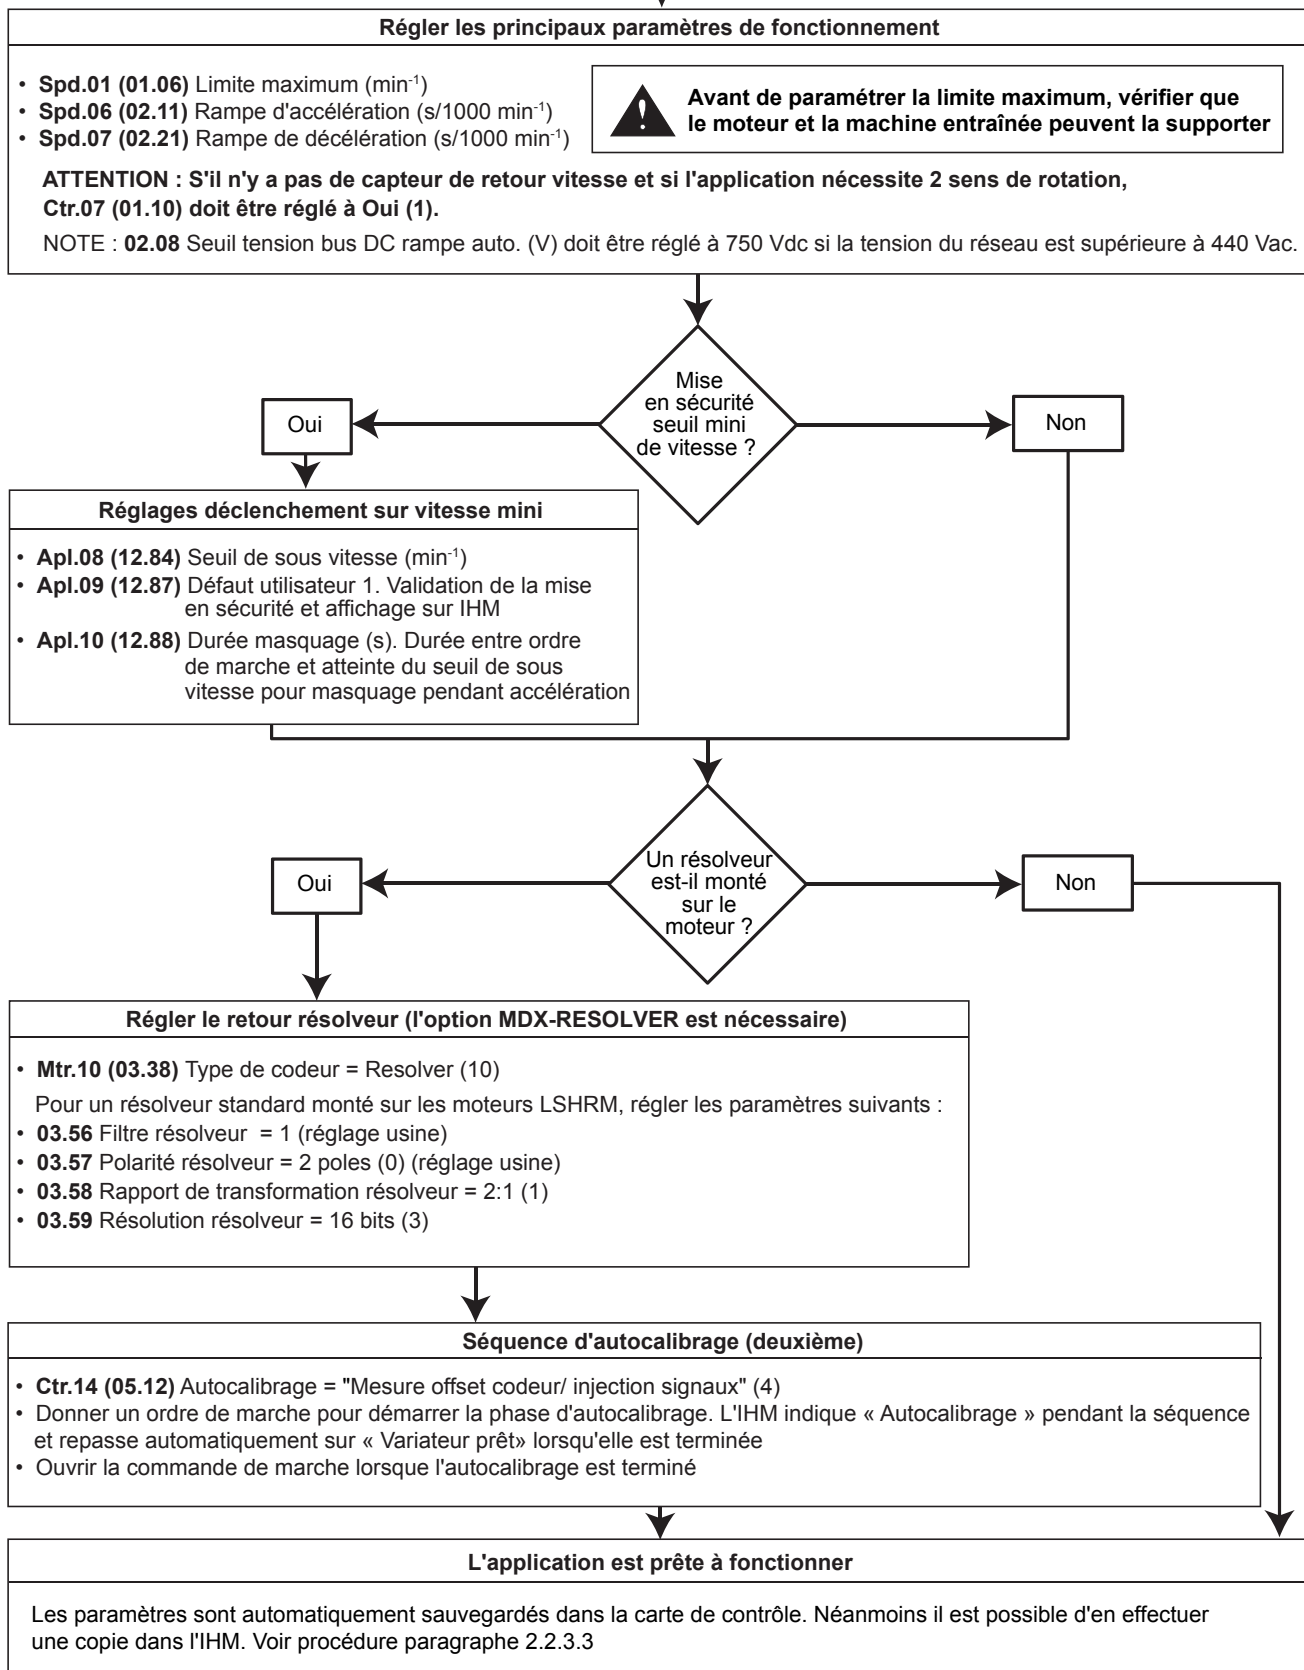 Régler les principaux paramètres de fonctionnement
• Spd.01 (01.06) Limite maximum (min-1)
• Spd.06 (02.11) Rampe d'accélération (s/1000 min-1)
• Spd.07 (02.21) Rampe de décélération (s/1000 min-1)
Avant de paramétrer la limite maximum, vérifier que
le moteur et la machine entraînée peuvent la supporter
ATTENTION : S'il n'y a pas de capteur de retour vitesse et si l'application nécessite 2 sens de rotation,
Ctr.07 (01.10) doit être réglé à Oui (1).
NOTE : 02.08 Seuil tension bus DC rampe auto. (V) doit être réglé à 750 Vdc si la tension du réseau est supérieure à 440 Vac.
Mise
en sécurité
seuil mini
de vitesse ?
Oui
Non
Réglages déclenchement sur vitesse mini
• Apl.08 (12.84) Seuil de sous vitesse (min-1)
• Apl.09 (12.87) Défaut utilisateur 1. Validation de la mise
en sécurité et affichage sur IHM
• Apl.10 (12.88) Durée masquage (s). Durée entre ordre
de marche et atteinte du seuil de sous
vitesse pour masquage pendant accélération
Un résolveur
est-il monté
sur le
moteur ?
Oui
Non
Régler le retour résolveur (l'option MDX-RESOLVER est nécessaire)
• Mtr.10 (03.38) Type de codeur = Resolver (10)
Pour un résolveur standard monté sur les moteurs LSHRM, régler les paramètres suivants :
• 03.56 Filtre résolveur = 1 (réglage usine)
• 03.57 Polarité résolveur = 2 poles (0) (réglage usine)
• 03.58 Rapport de transformation résolveur = 2:1 (1)
• 03.59 Résolution résolveur = 16 bits (3)
Séquence d'autocalibrage (deuxième)
• Ctr.14 (05.12) Autocalibrage = "Mesure offset codeur/ injection signaux" (4)
• Donner un ordre de marche pour démarrer la phase d'autocalibrage. L'IHM indique « Autocalibrage » pendant la séquence
et repasse automatiquement sur « Variateur prêt» lorsqu'elle est terminée
• Ouvrir la commande de marche lorsque l'autocalibrage est terminé
L'application est prête à fonctionner
Les paramètres sont automatiquement sauvegardés dans la carte de contrôle. Néanmoins il est possible d'en effectuer
une copie dans l'IHM. Voir procédure paragraphe 2.2.3.3